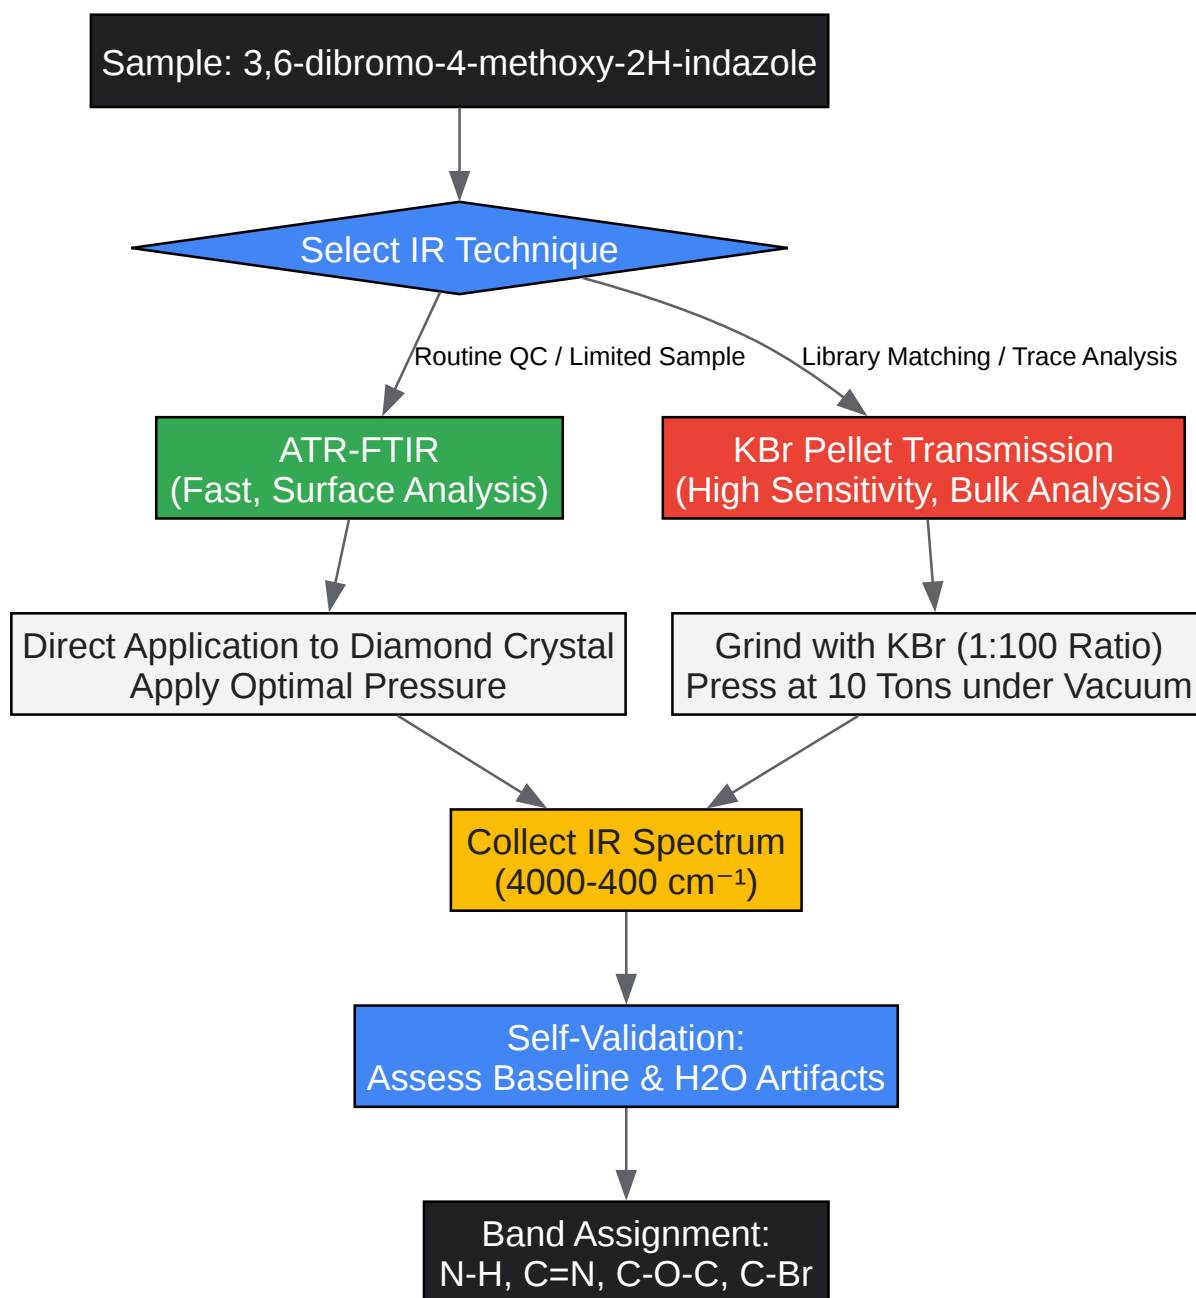 Sample: 3,6-dibromo-4-methoxy-2H-indazole
Select IR Technique
Routine QC / Limited Sample
Library Matching / Trace Analysis
ATR-FTIR
(Fast, Surface Analysis)
KBr Pellet Transmission
(High Sensitivity, Bulk Analysis)
Direct Application to Diamond Crystal
Apply Optimal Pressure
Grind with KBr (1:100 Ratio)
Press at 10 Tons under Vacuum
Collect IR Spectrum
(4000-400 cm⁻¹)
Self-Validation:
Assess Baseline & H2O Artifacts
Band Assignment:
N-H, C=N, C-O-C, C-Br